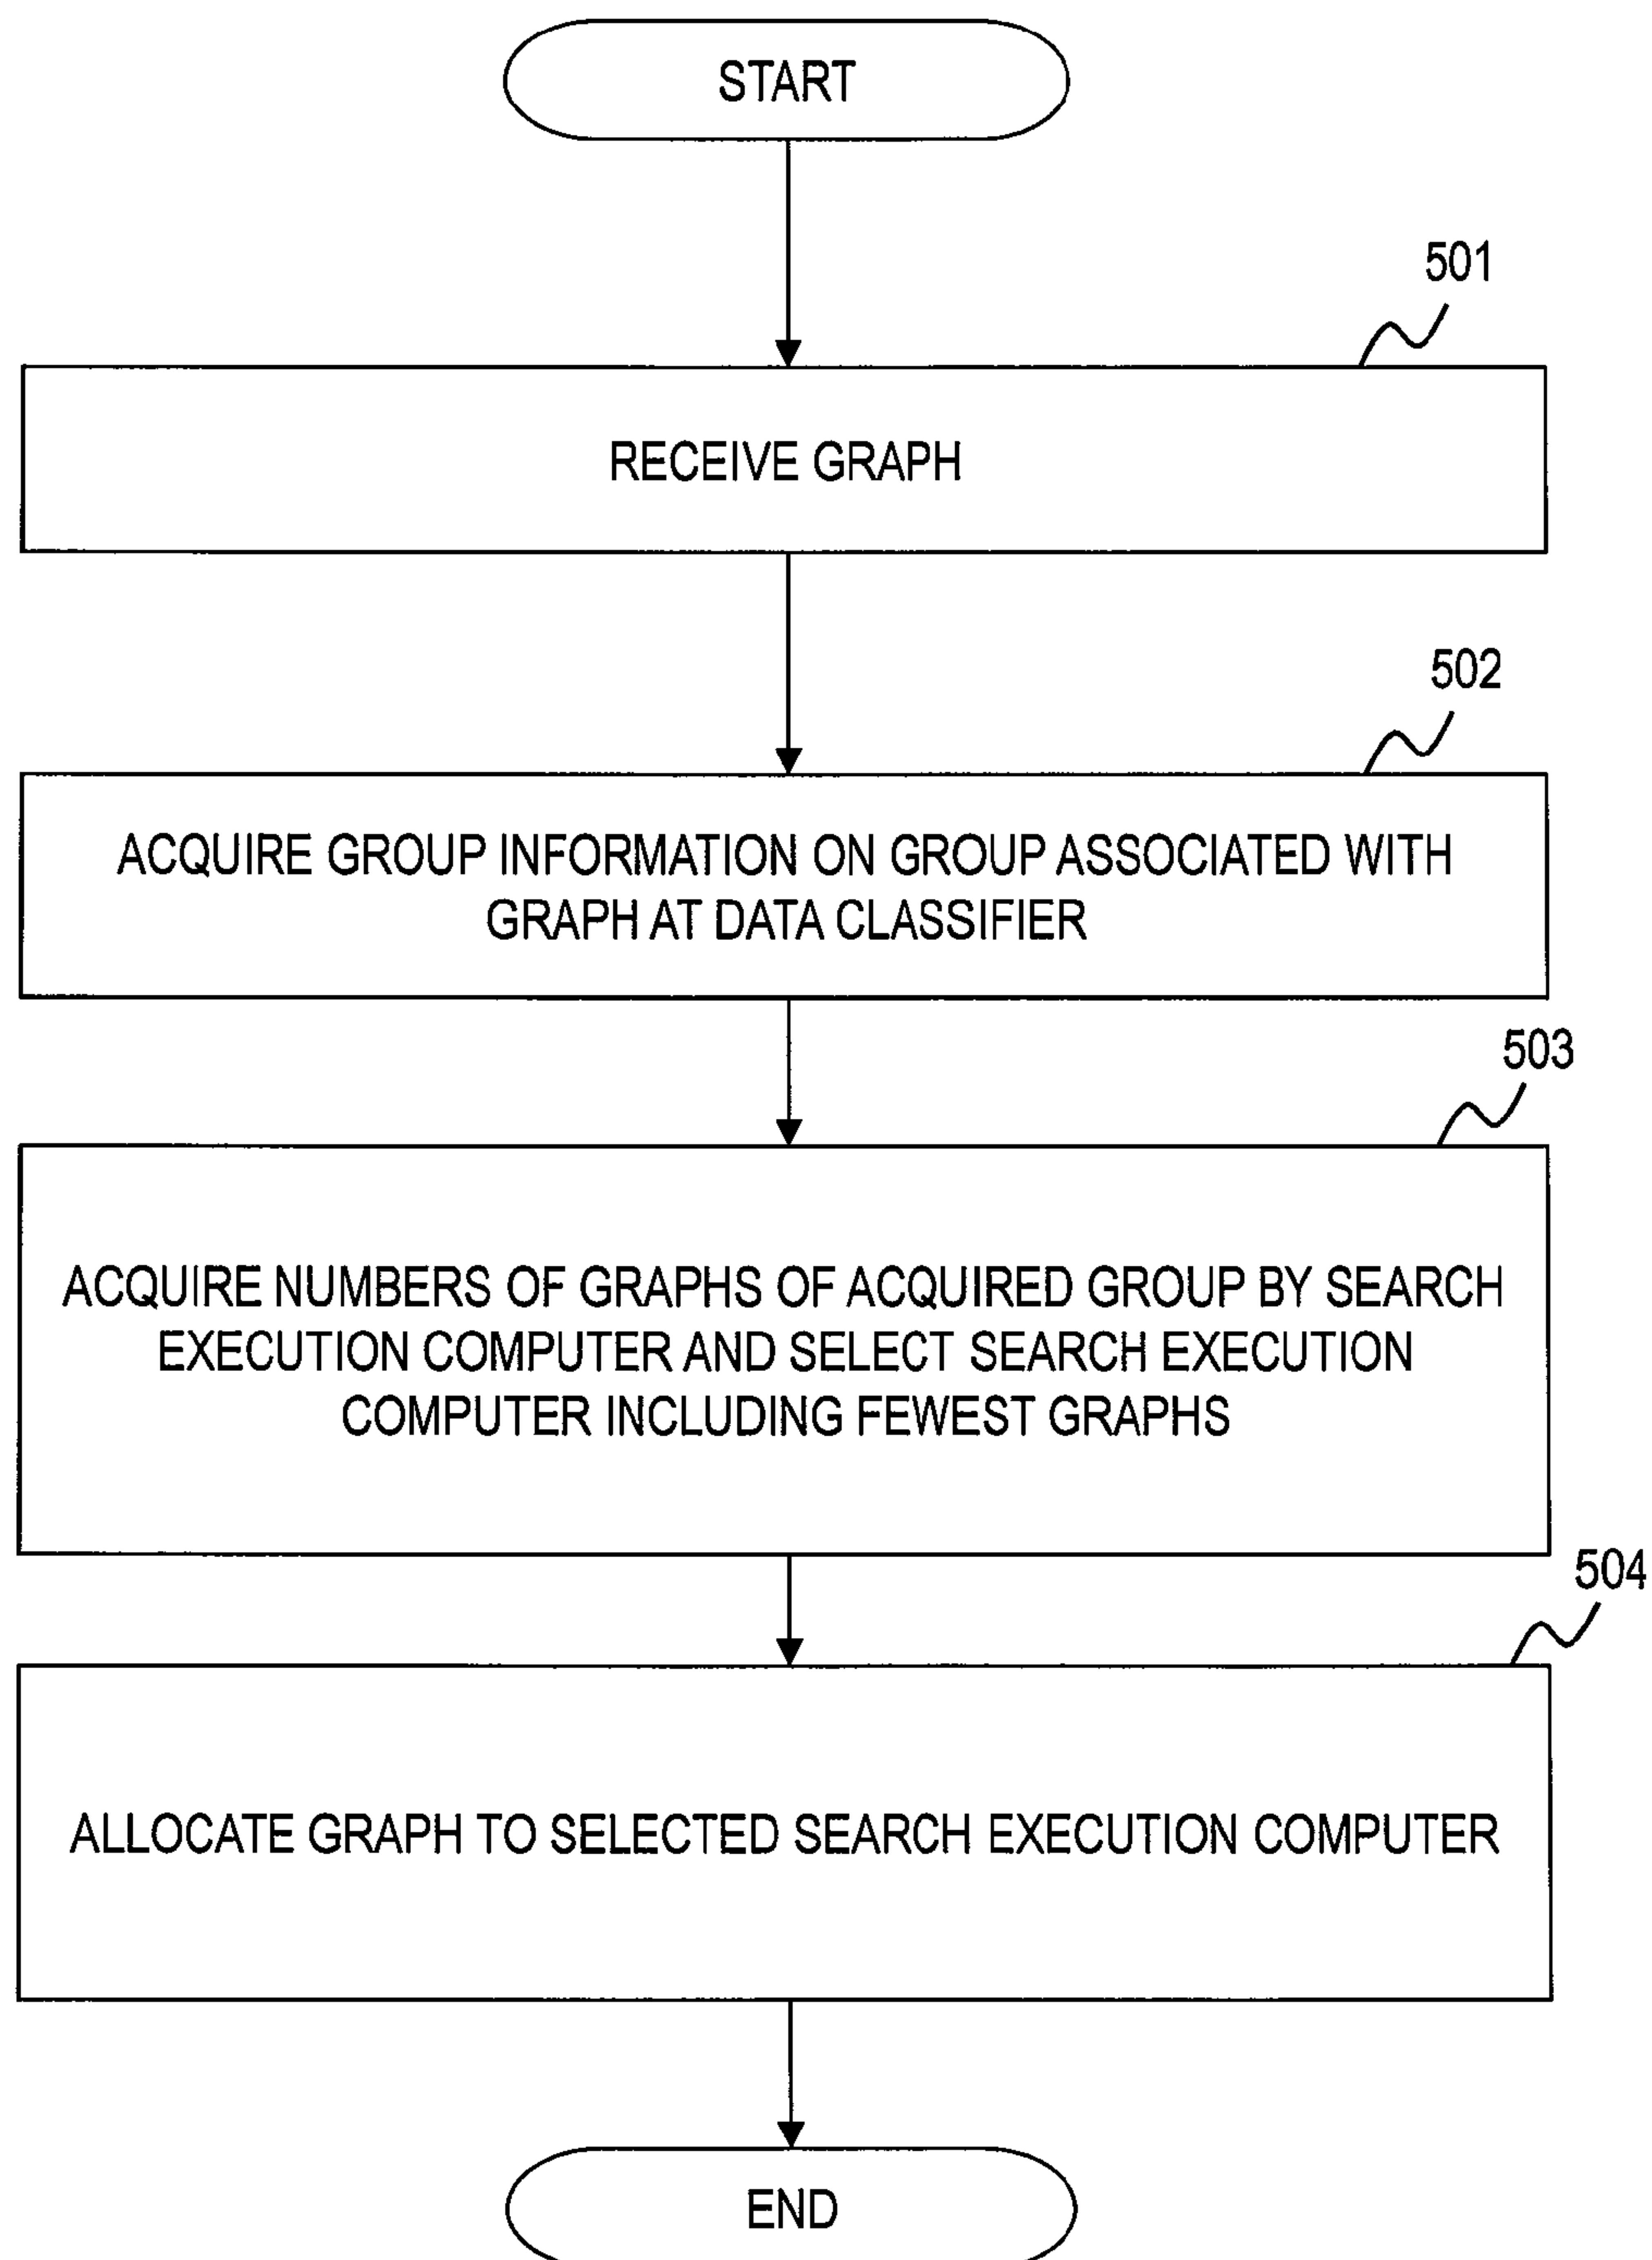 START
501
RECEIVE GRAPH
502
ACQUIRE GROUP INFORMATION ON GROUP ASSOCIATED WITH
GRAPH AT DATA CLASSIFIER
503
ACQUIRE NUMBERS OF GRAPHS OF ACQUIRED GROUP BY SEARCH
EXECUTION COMPUTER AND SELECT SEARCH EXECUTION
COMPUTER INCLUDING FEWEST GRAPHS
504
ALLOCATE GRAPH TO SELECTED SEARCH EXECUTION COMPUTER
END